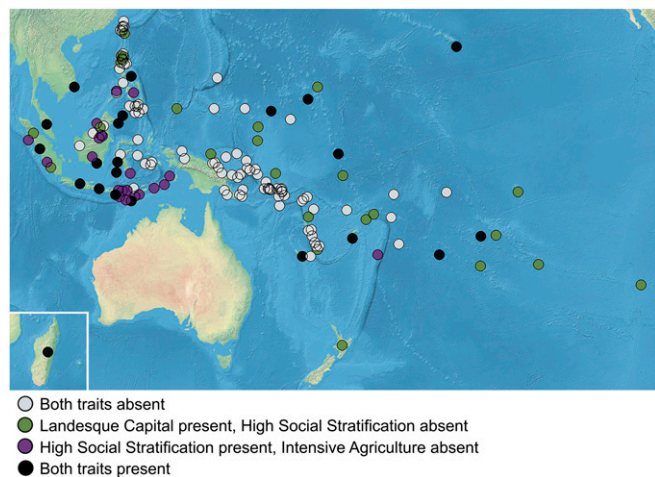 Both traits absent
Landesque Capital present, High Social Stratification absent
High Social Stratification present, Intensive Agriculture absent
Both traits present